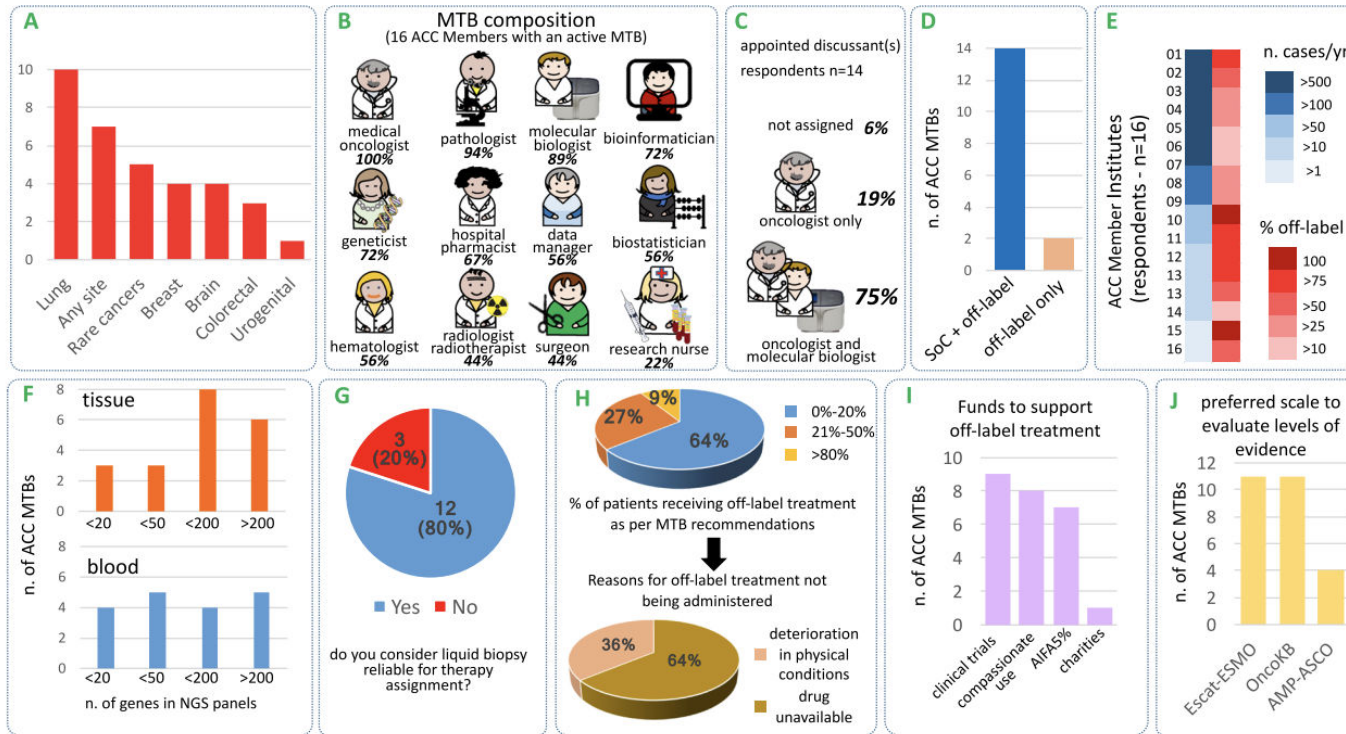 A
10
8
6
4
2
0
Lung
Any site
Rare cancers
Breast
Brain
Colorectal
Urogenital
B
MTB composition
(16 ACC Members with an active MTB)
medical
oncologist
100%
pathologist
94%
molecular
biologist
89%
bioinformatician
72%
geneticist
72%
hospital
pharmacist
67%
data
manager
56%
biostatistician
56%
hematologist
56%
radiologist
radiotherapist
44%
surgeon
44%
research nurse
22%
C
appointed discussant(s)
respondents n=14
not assigned 6%
19%
oncologist only
75%
oncologist and
molecular biologist
D
n. of ACC MTBs
14
12
10
8
6
4
2
0
SoC + off-label
off-label only
E
ACC Member Institutes
(respondents - n=16)
01
02
03
04
05
06
07
08
09
10
11
12
13
13
14
15
16
n. cases/yr
>500
>100
>50
>10
>1
% off-label
100
>75
>50
>25
>10
F
n. of ACC MTBs
tissue
8
6
4
2
0
<20 <50 <200 >200
blood
8
6
4
2
0
<20 <50 <200 >200
n. of genes in NGS panels
G
3
(20%)
12
(80%)
Yes No
do you consider liquid biopsy
reliable for therapy
assignment?
H
9%
27%
64%
0%-20%
21%-50%
>80%
% of patients receiving off-label treatment
as per MTB recommendations
Reasons for off-label treatment not
being administered
36%
64%
deterioration
in physical
conditions
drug
unavailable
I
Funds to support
off-label treatment
n. of ACC MTBs
10
8
6
4
2
0
clinical trials
compassionate
use
AIFA5%
charities
J
preferred scale to
evaluate levels of
evidence
n. of ACC MTBs
12
10
8
6
4
2
0
Escat-ESMO
OncoKB
AMP-ASCO